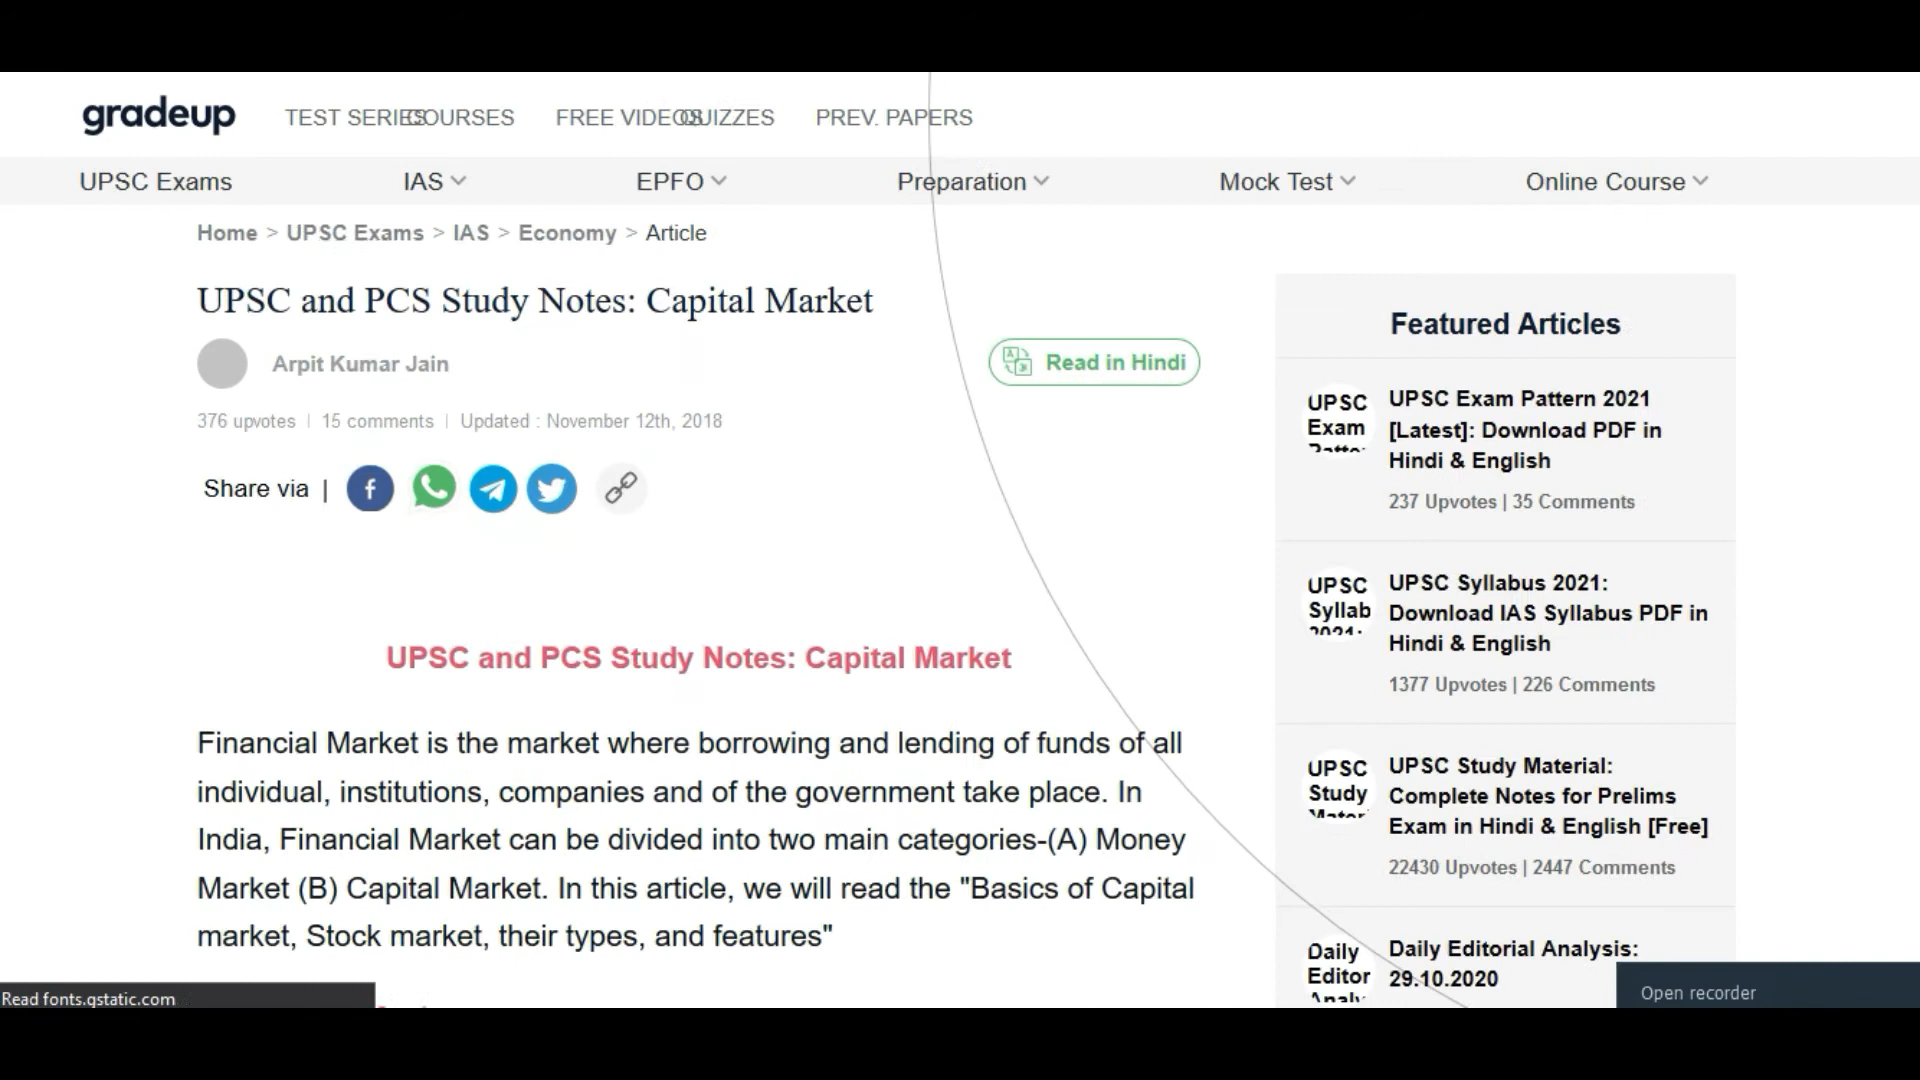 gradeup
TEST SERIES COURSES FREE VIDEOS QUIZZES PREV. PAPERS
UPSC Exams IAS EPFO Preparation Mock Test Online Course
Home > UPSC Exams > IAS > Economy > Article
UPSC and PCS Study Notes: Capital Market
Arpit Kumar Jain
Read in Hindi
376 upvotes | 15 comments | Updated : November 12th, 2018
Share via |
UPSC and PCS Study Notes: Capital Market
Financial Market is the market where borrowing and lending of funds of all
individual, institutions, companies and of the government take place. In
India, Financial Market can be divided into two main categories-(A) Money
Market (B) Capital Market. In this article, we will read the "Basics of Capital
market, Stock market, their types, and features"
Featured Articles
UPSC
Exam
UPSC Exam Pattern 2021
[Latest]: Download PDF in
Hindi & English
237 Upvotes | 35 Comments
UPSC
Syllab
2021:
UPSC Syllabus 2021:
Download IAS Syllabus PDF in
Hindi & English
1377 Upvotes | 226 Comments
UPSC
Study
UPSC Study Material:
Complete Notes for Prelims
Exam in Hindi & English [Free]
22430 Upvotes | 2447 Comments
Daily
Editor
Daily Editorial Analysis:
29.10.2020
Read fonts.gstatic.com
Open recorder